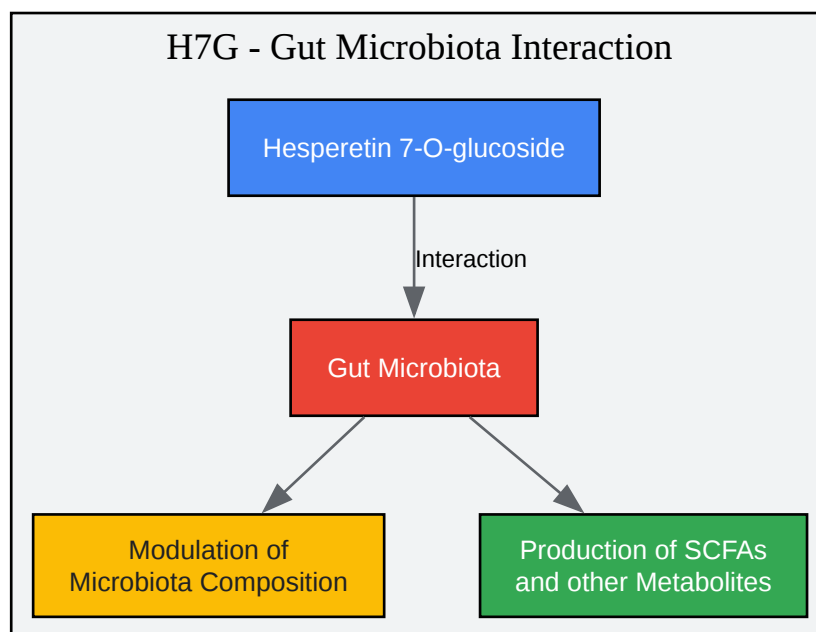 H7G - Gut Microbiota Interaction
Hesperetin 7-O-glucoside
Interaction
Gut Microbiota
Modulation of
Microbiota Composition
Production of SCFAs
and other Metabolites